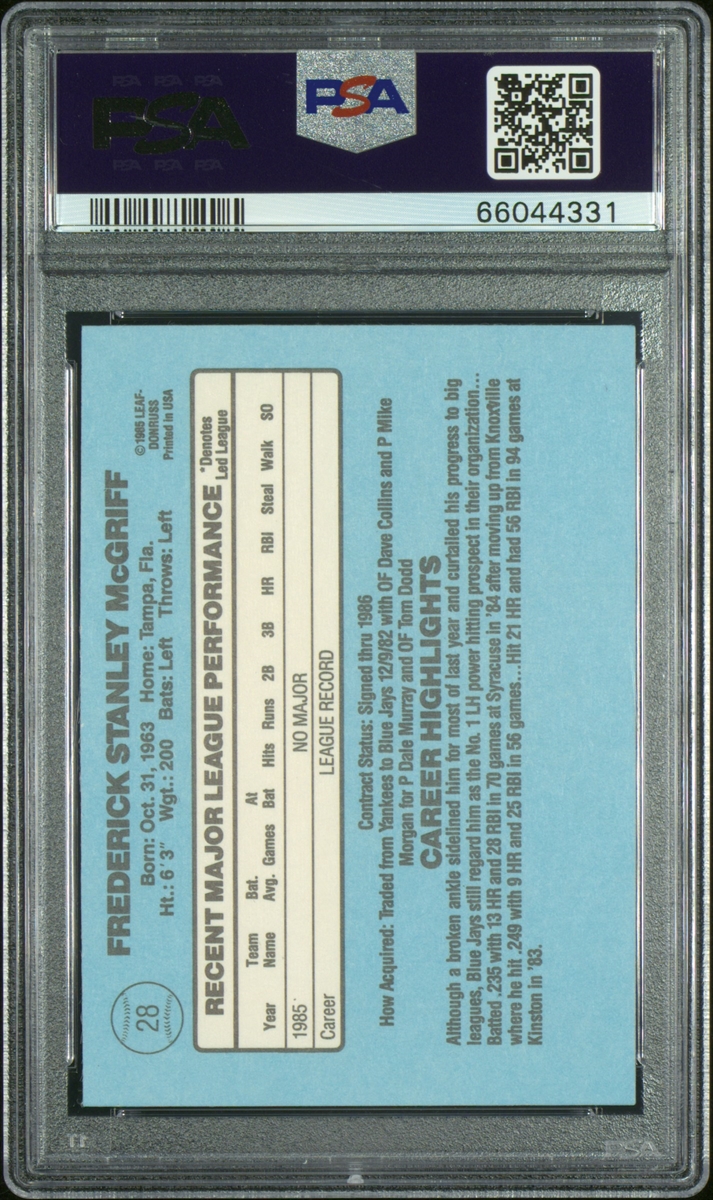 PSA PSA PSA
PSA
PSA PSA PSA
PSA
66044331
28
FREDERICK STANLEY McGRIFF
Born: Oct. 31, 1963 Home: Tampa, Fla.
Ht.: 6'3" Wgt.: 200 Bats: Left Throws: Left
©1985 LEAF-
DONRUSS
Printed in USA
RECENT MAJOR LEAGUE PERFORMANCE
*Denotes
Led League
Team Bat. At
Year Name Avg. Games Bat Hits Runs 2B 3B HR RBI Steal Walk SO
1985 NO MAJOR
Career LEAGUE RECORD
Contract Status: Signed thru 1986
How Acquired: Traded from Yankees to Blue Jays 12/9/82 with OF Dave Collins and P Mike
Morgan for P Dale Murray and OF Tom Dodd
CAREER HIGHLIGHTS
Although a broken ankle sidelined him for most of last year and curtailed his progress to big
leagues, Blue Jays still regard him as the No. 1 LH power hitting prospect in their organization...
Batted .235 with 13 HR and 28 RBI in 70 games at Syracuse in '84 after moving up from Knoxville
where he hit .249 with 9 HR and 25 RBI in 56 games...Hit 21 HR and had 56 RBI in 94 games at
Kinston in '83.
PSA